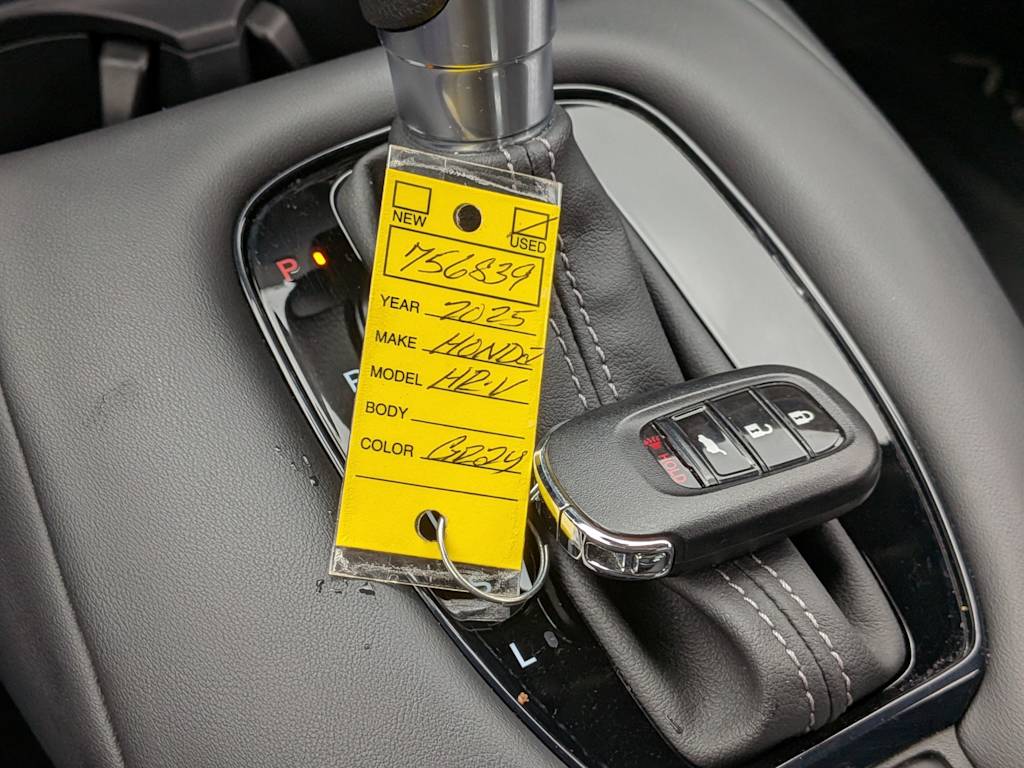 NEW
USED
756839
YEAR 2025
MAKE HONDA
MODEL HR-V
BODY
COLOR GRAY
P
R
HOLD
L